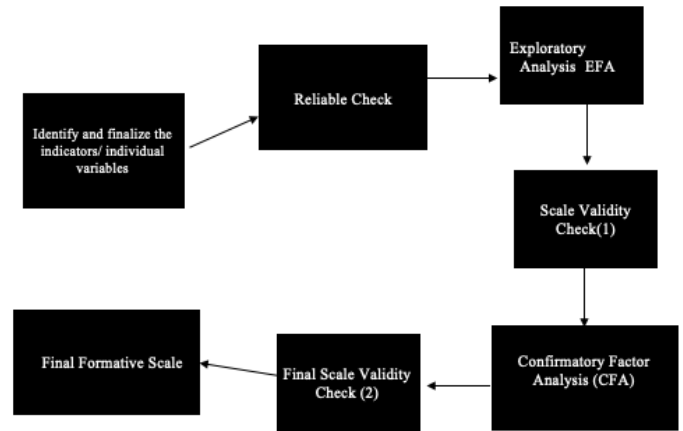 Identify and finalize the
indicators/ individual
variables
Reliable Check
Exploratory
Analysis EFA
Scale Validity
Check(1)
Confirmatory Factor
Analysis (CFA)
Final Scale Validity
Check (2)
Final Formative Scale